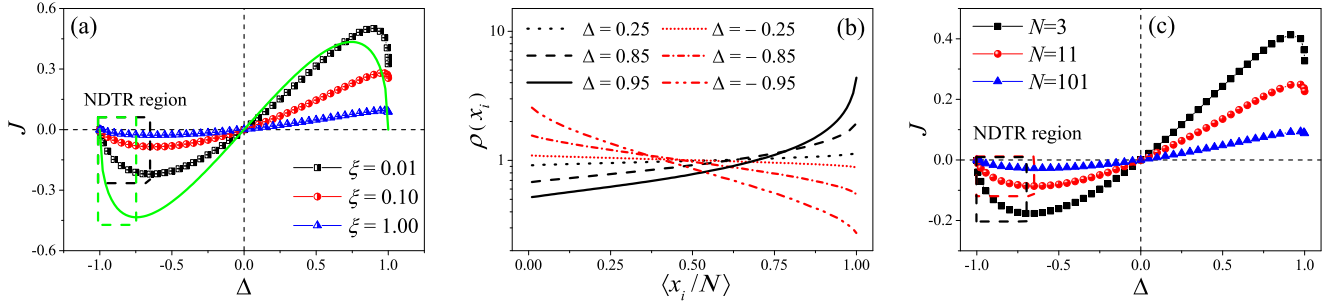 (a)
J
0.6
0.3
0.0
-0.3
0.6
NDTR region
ξ = 0.01
ξ = 0.10
ξ = 1.00
-1.0 -0.5 0.0 0.5 1.0
Δ
(b)
ρ(x_i)
10
1
Δ = 0.25 Δ = − 0.25
Δ = 0.85 Δ = − 0.85
Δ = 0.95 Δ = − 0.95
0.00 0.25 0.50 0.75 1.00
⟨x_i/N⟩
(c)
J
0.4
0.2
0.0
-0.2
N=3
N=11
N=101
NDTR region
-1.0 -0.5 0.0 0.5 1.0
Δ